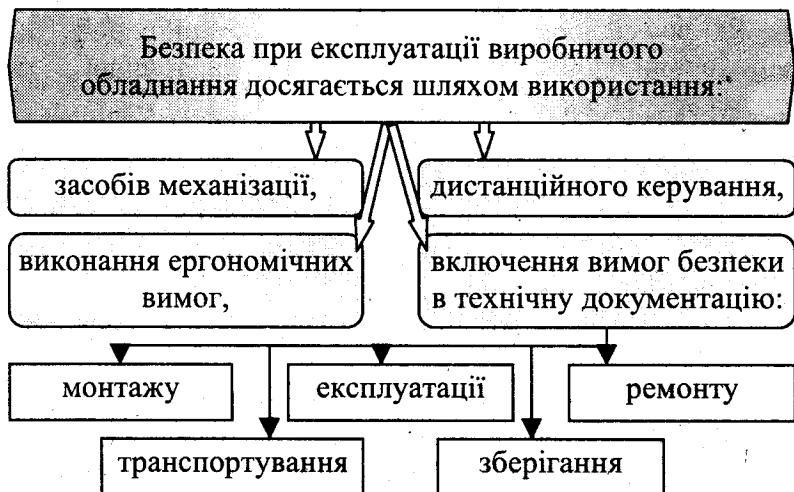 Безпека при експлуатації виробничого
обладнання досягається шляхом використання:
засобів механізації,
дистанційного керування,
виконання ергономічних
вимог,
включення вимог безпеки
в технічну документацію:
монтажу
експлуатації
ремонту
транспортування
зберігання